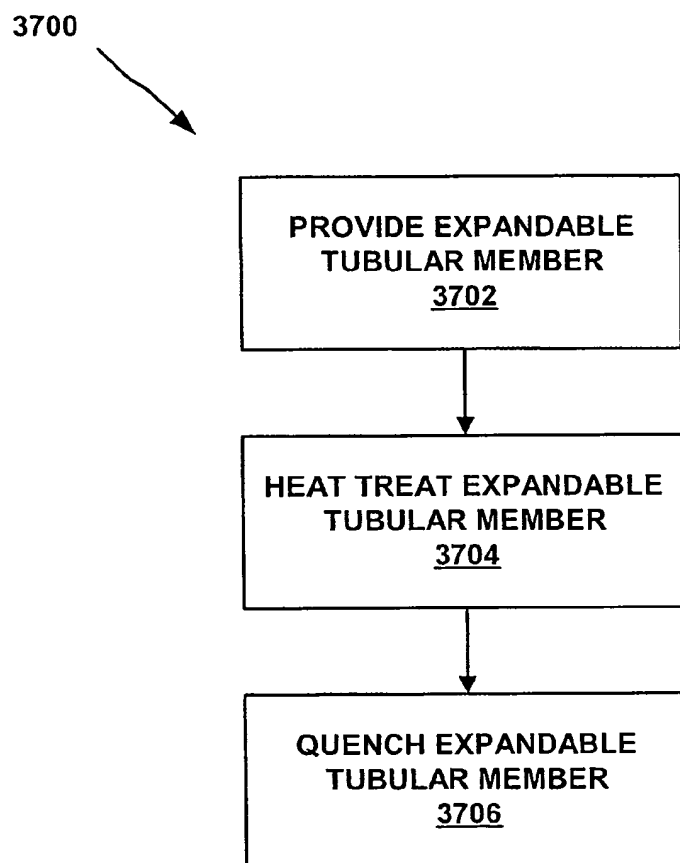 3700
PROVIDE EXPANDABLE
TUBULAR MEMBER
3702
HEAT TREAT EXPANDABLE
TUBULAR MEMBER
3704
QUENCH EXPANDABLE
TUBULAR MEMBER
3706